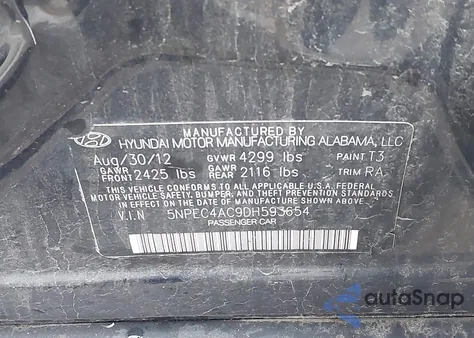 MANUFACTURED BY
HYUNDAI MOTOR MANUFACTURING ALABAMA, LLC
Aug/30/12 GVWR 4299 lbs PAINT T3
GAWR FRONT 2425 lbs GAWR REAR 2116 lbs TRIM RA
THIS VEHICLE CONFORMS TO ALL APPLICABLE U.S.A. FEDERAL
MOTOR VEHICLE SAFETY, BUMPER, AND THEFT PREVENTION STANDARDS
IN EFFECT ON THE DATE OF MANUFACTURE SHOWN ABOVE.
V.I.N 5NPEC4AC9DH593654
PASSENGER CAR
autoSnap